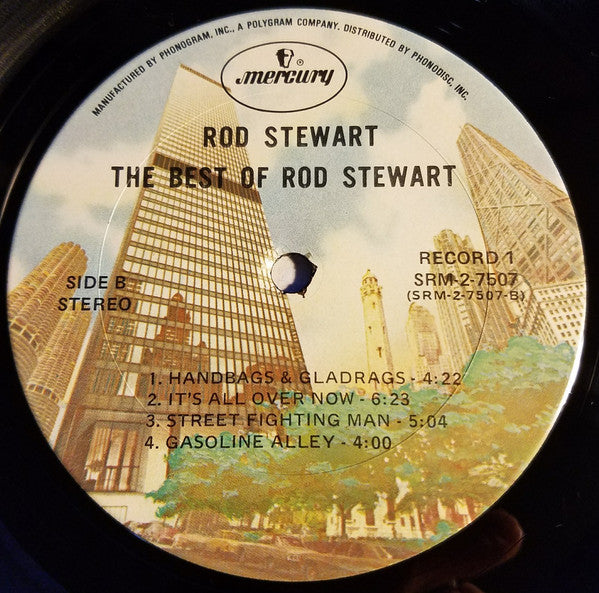 MANUFACTURED BY PHONOGRAM, INC., A POLYGRAM COMPANY. DISTRIBUTED BY PHONODISC, INC.
mercury ®
ROD STEWART
THE BEST OF ROD STEWART
SIDE B
STEREO
RECORD 1
SRM-2-7507
(SRM-2-7507-B)
1. HANDBAGS & GLADRAGS - 4:22
2. IT'S ALL OVER NOW - 6:23
3. STREET FIGHTING MAN - 5:04
4. GASOLINE ALLEY - 4:00